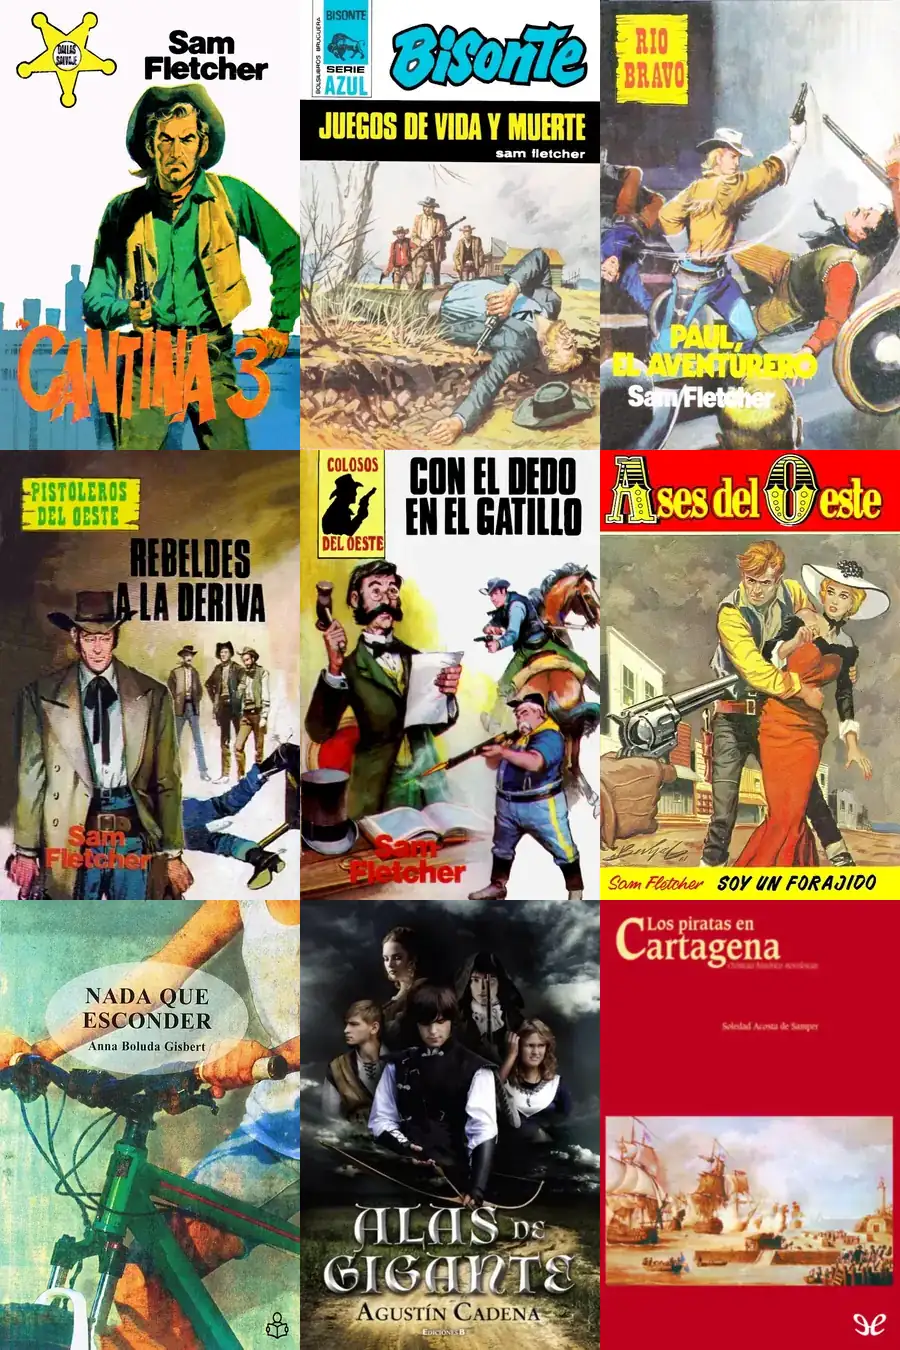 DALLAS
SALVAJE
Sam
Fletcher
"CANTINA 3"
BOLSILIBROS BRUGUERA
BISONTE
SERIE
AZUL
BISONTE
JUEGOS DE VIDA Y MUERTE
sam fletcher
RIO
BRAVO
PAUL,
EL AVENTURERO
Sam Fletcher
PISTOLEROS
DEL OESTE
REBELDES
A LA DERIVA
Sam
Fletcher
COLOSOS
DEL OESTE
CON EL DEDO
EN EL GATILLO
Sam
Fletcher
Ases del Oeste
Sam Fletcher SOY UN FORAJIDO
NADA QUE
ESCONDER
Anna Boluda Gisbert
ALAS DE
GIGANTE
AGUSTÍN CADENA
EDICIONES B
Los piratas en
Cartagena
Soledad Acosta de Samper